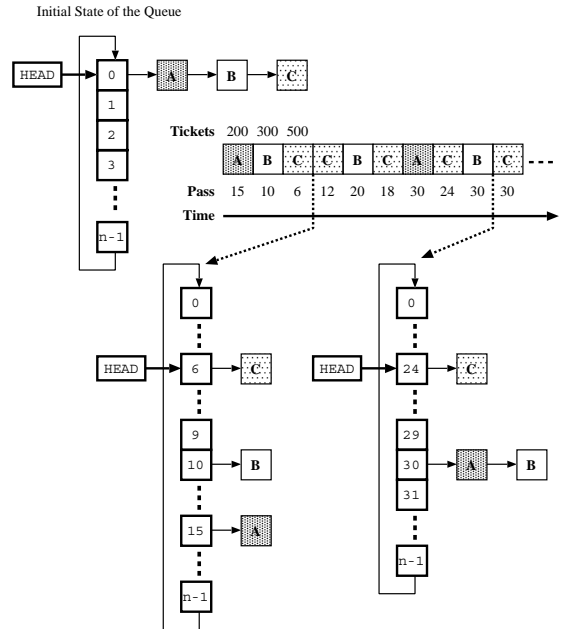 Initial State of the Queue
HEAD 0 A B C
1
2
3
n-1
Tickets 200 300 500
A B C C B C A C B C
Pass 15 10 6 12 20 18 30 24 30 30
Time
0
HEAD 6 C
9
10 B
15 A
n-1
0
HEAD 24 C
29
30 A B
31
n-1